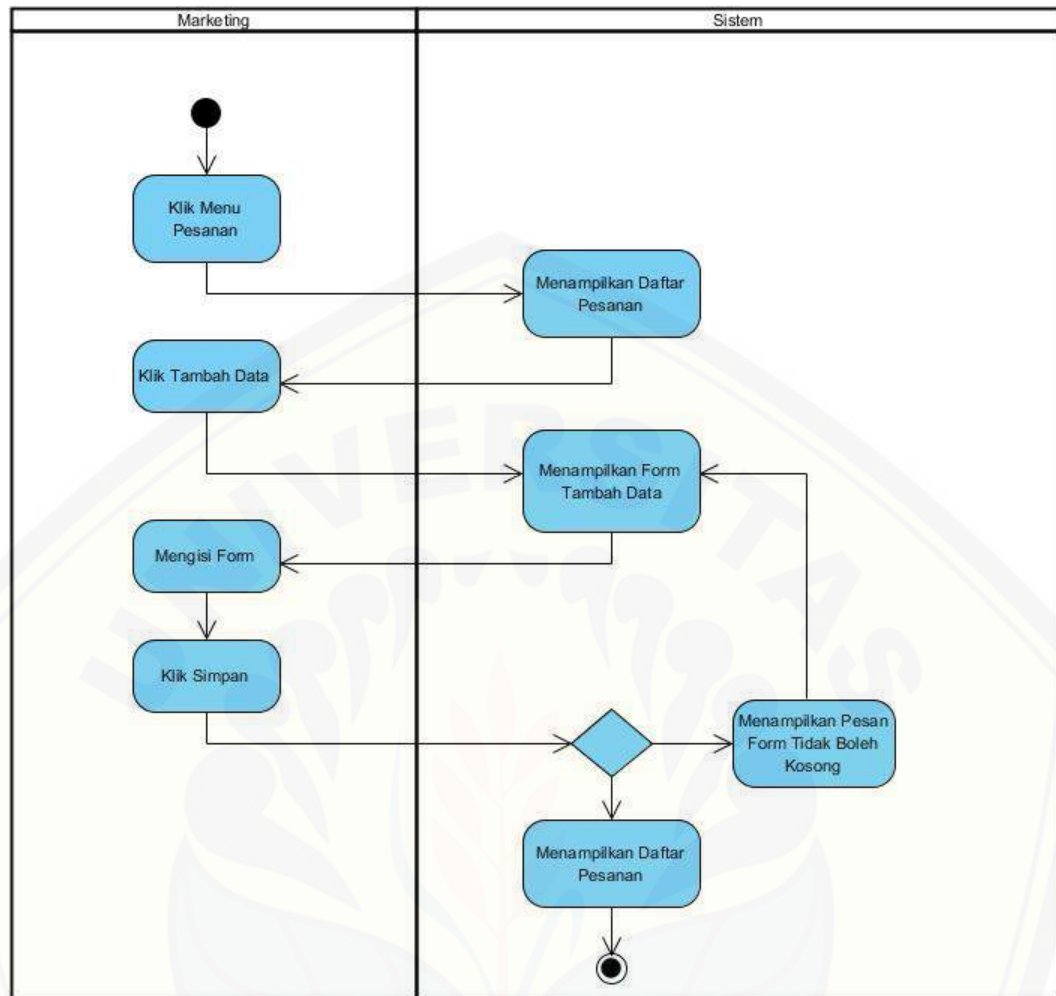 Marketing
Sistem
Klik Menu
Pesanan
Menampilkan Daftar
Pesanan
Klik Tambah Data
Menampilkan Form
Tambah Data
Mengisi Form
Klik Simpan
Menampilkan Pesan
Form Tidak Boleh
Kosong
Menampilkan Daftar
Pesanan
UNIVERSITAS